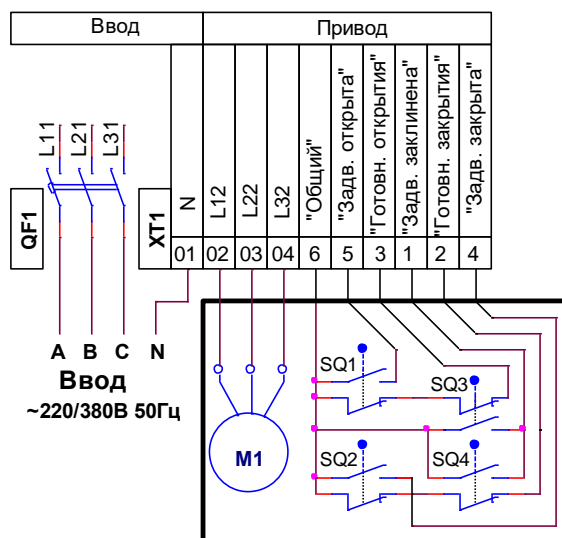 Ввод
Привод
L11
L21
L31
N
L12
L22
L32
"Общий"
"Задв. открыта"
"Готовн. открытия"
"Задв. заклинена"
"Готовн. закрытия"
"Задв. закрыта"
QF1
XT1
01 02 03 04 6 5 3 1 2 4
A B C N
Ввод
~220/380В 50Гц
SQ1
SQ3
M1
SQ2
SQ4